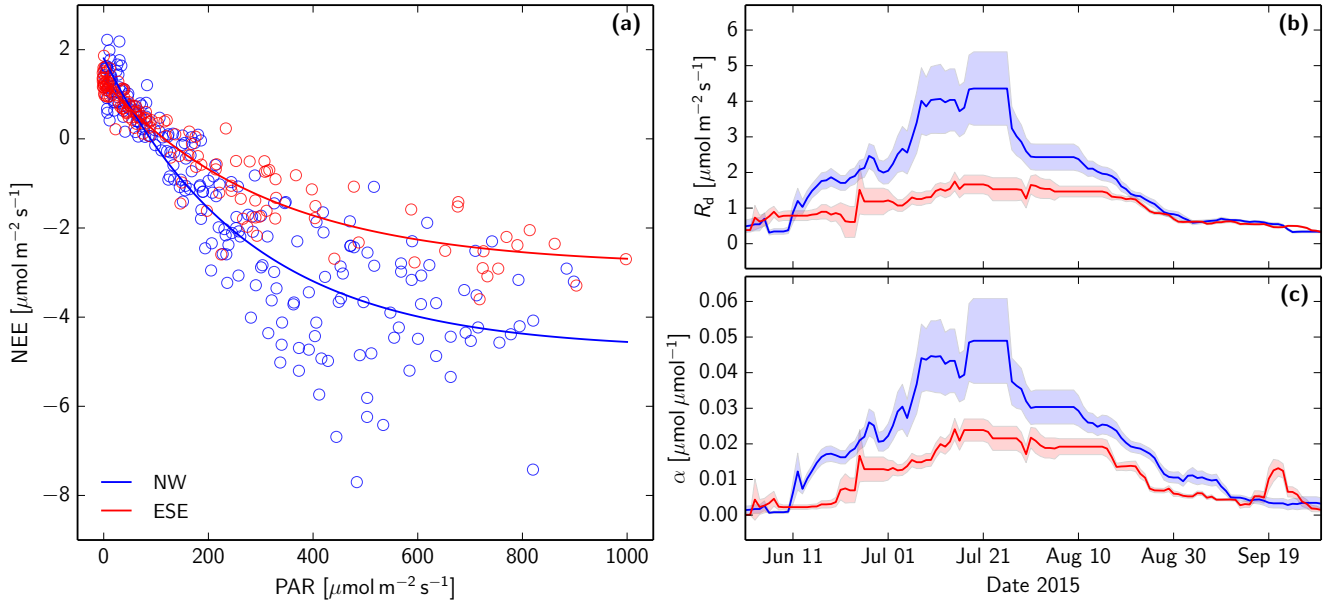 (a)
2
0
−2
−4
−6
−8
NEE [μmol m−2 s−1]
NW
ESE
0 200 400 600 800 1000
PAR [μmol m−2 s−1]
(b)
6
5
4
3
2
1
0
Rd [μmol m−2 s−1]
(c)
0.06
0.05
0.04
0.03
0.02
0.01
0.00
α [μmol μmol−1]
Jun 11 Jul 01 Jul 21 Aug 10 Aug 30 Sep 19
Date 2015